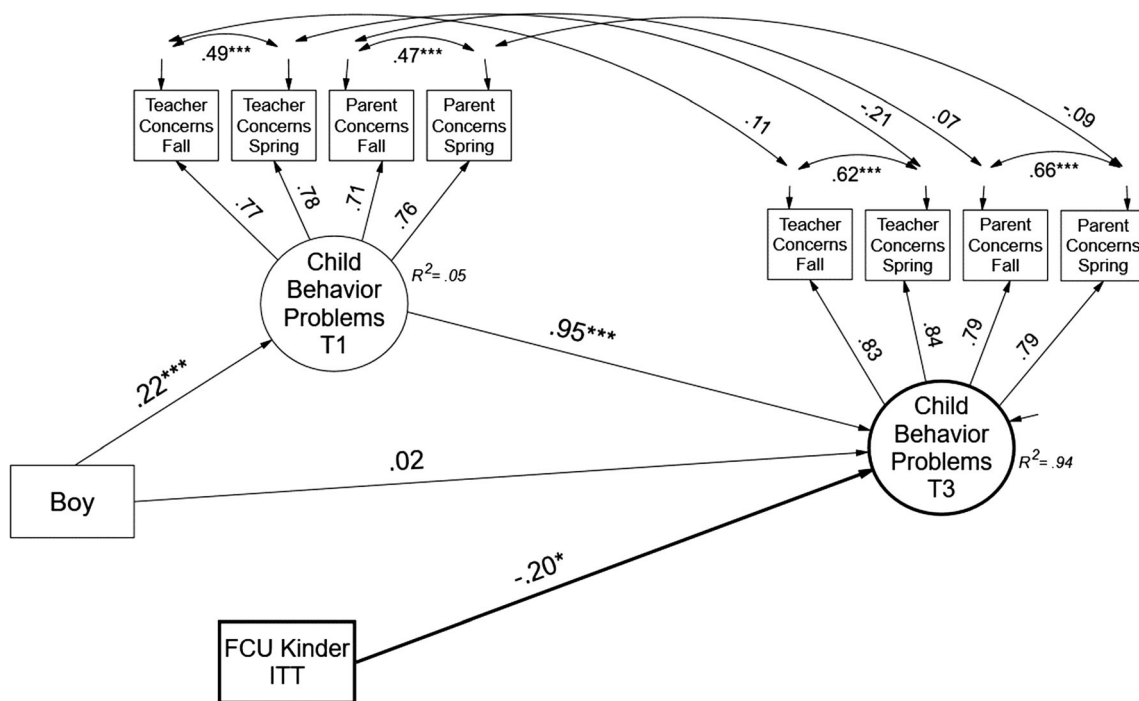 .49***
.47***
Teacher
Concerns
Fall
Teacher
Concerns
Spring
Parent
Concerns
Fall
Parent
Concerns
Spring
.11
-.21
.07
-.09
.62***
.66***
Teacher
Concerns
Fall
Teacher
Concerns
Spring
Parent
Concerns
Fall
Parent
Concerns
Spring
.77
.78
.71
.76
Child
Behavior
Problems
T1
R²= .05
.83
.84
.79
.79
.95***
.22***
Child
Behavior
Problems
T3
R²= .94
.02
Boy
-.20*
FCU Kinder
ITT